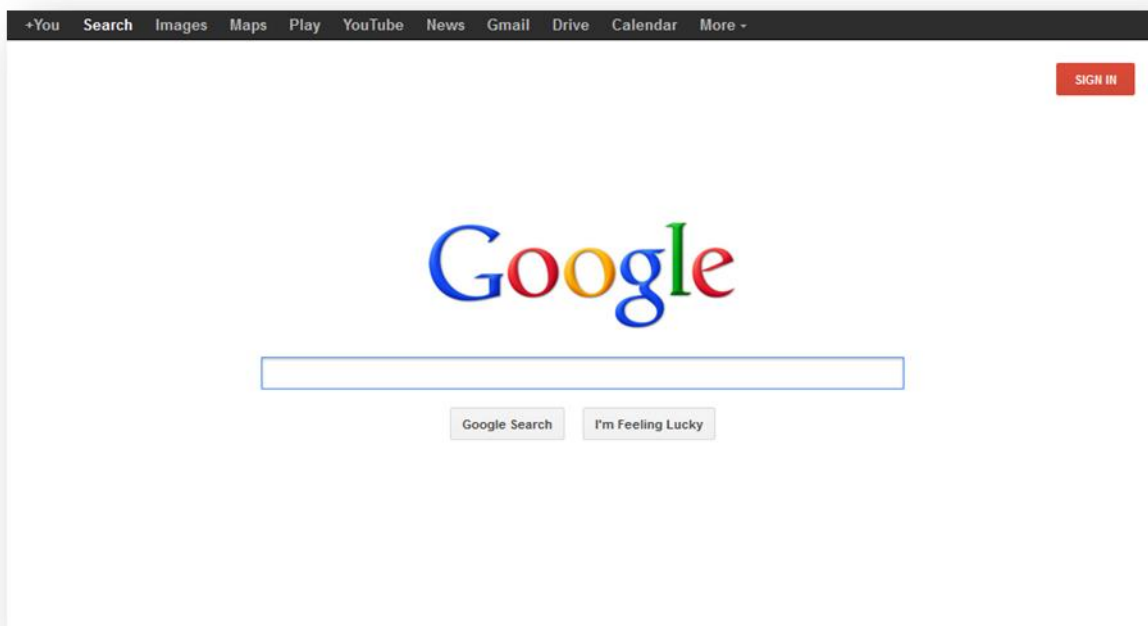 +You Search Images Maps Play YouTube News Gmail Drive Calendar More
SIGN IN
Google
Google Search I'm Feeling Lucky